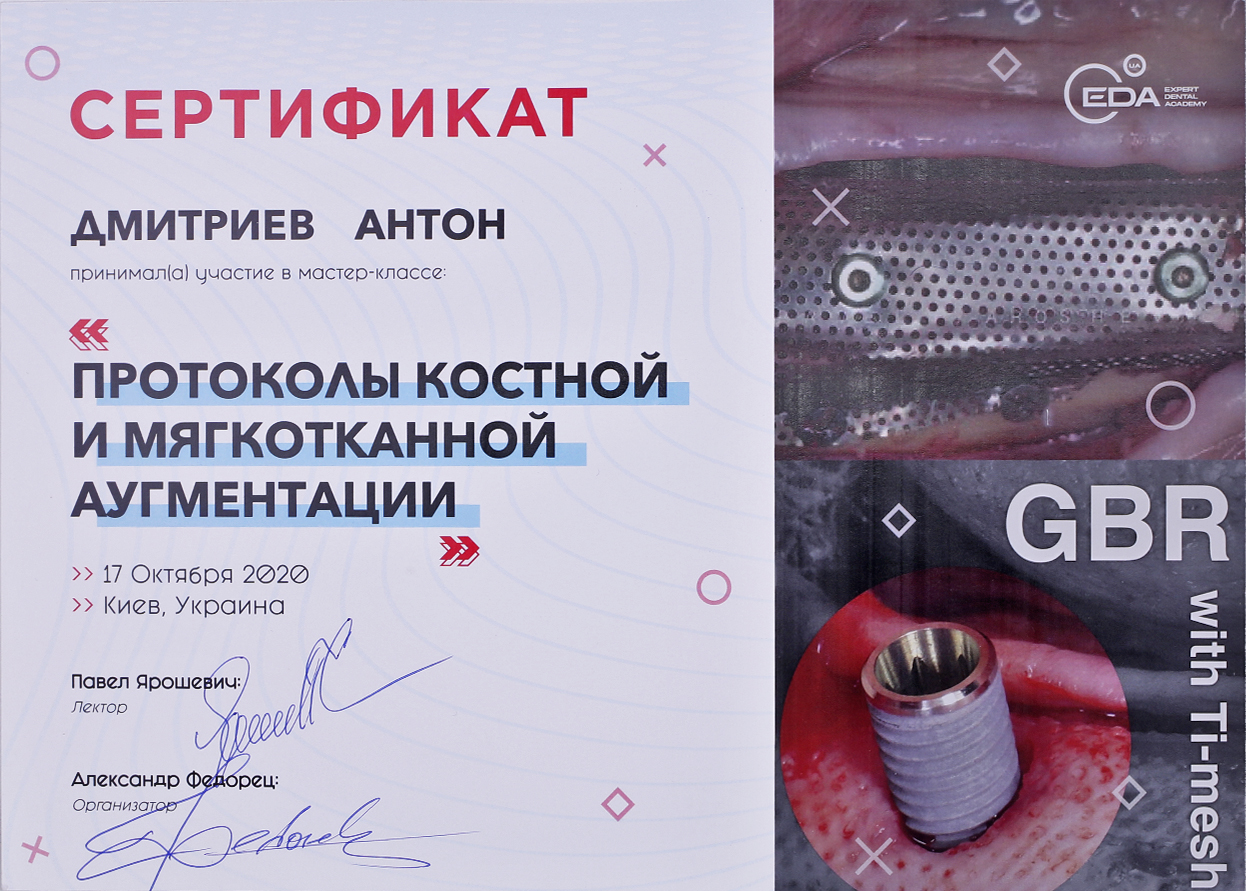 СЕРТИФИКАТ
ДМИТРИЕВ АНТОН
принимал(а) участие в мастер-классе:
ПРОТОКОЛЫ КОСТНОЙ
И МЯГКОТКАННОЙ
АУГМЕНТАЦИИ
>> 17 Октября 2020
>> Киев, Украина
Павел Ярошевич:
Лектор
Александр Федорец:
Организатор
UA
EDA
EXPERT
DENTAL
ACADEMY
GBR
with Ti-mesh